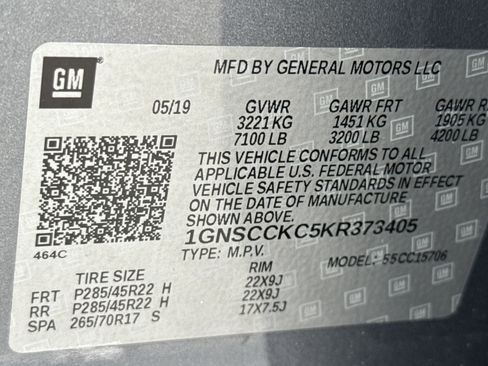 GM
MFD BY GENERAL MOTORS LLC
05/19 GVWR GAWR FRT GAWR R
3221 KG 1451 KG 1905 KG
7100 LB 3200 LB 4200 LB
THIS VEHICLE CONFORMS TO ALL
APPLICABLE U.S. FEDERAL MOTOR
VEHICLE SAFETY STANDARDS IN EFFECT
ON THE DATE OF MANUFACTURE
SHOWN ABOVE.
1GNSCCKC5KR373405
464C TYPE: M.P.V. MODEL: 55CC15706
TIRE SIZE RIM
FRT P285/45R22 H 22X9J
RR P285/45R22 H 22X9J
SPA 265/70R17 S 17X7.5J